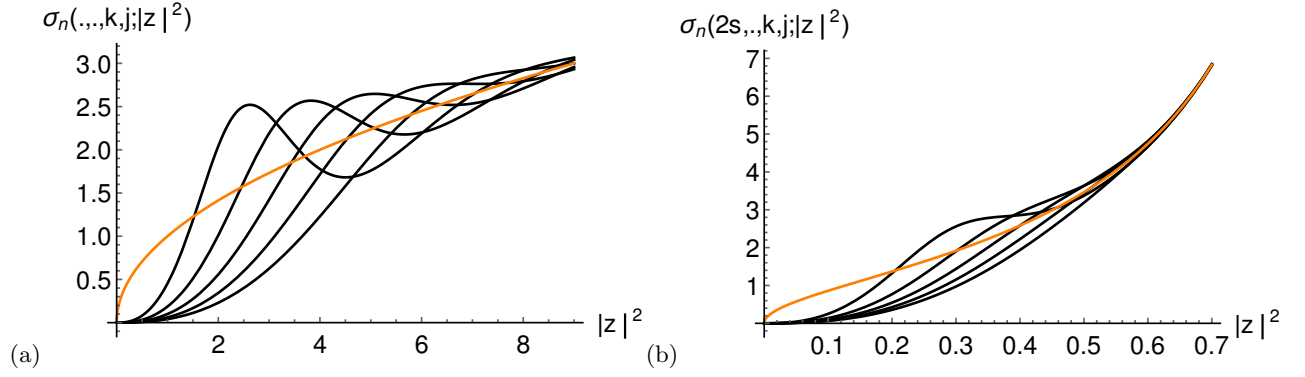 σₙ(.,.,k,j;|z|²)
3.0
2.5
2.0
1.5
1.0
0.5
2 4 6 8
|z|²
(a)
σₙ(2s,.,k,j;|z|²)
7
6
5
4
3
2
1
0.1 0.2 0.3 0.4 0.5 0.6 0.7
|z|²
(b)